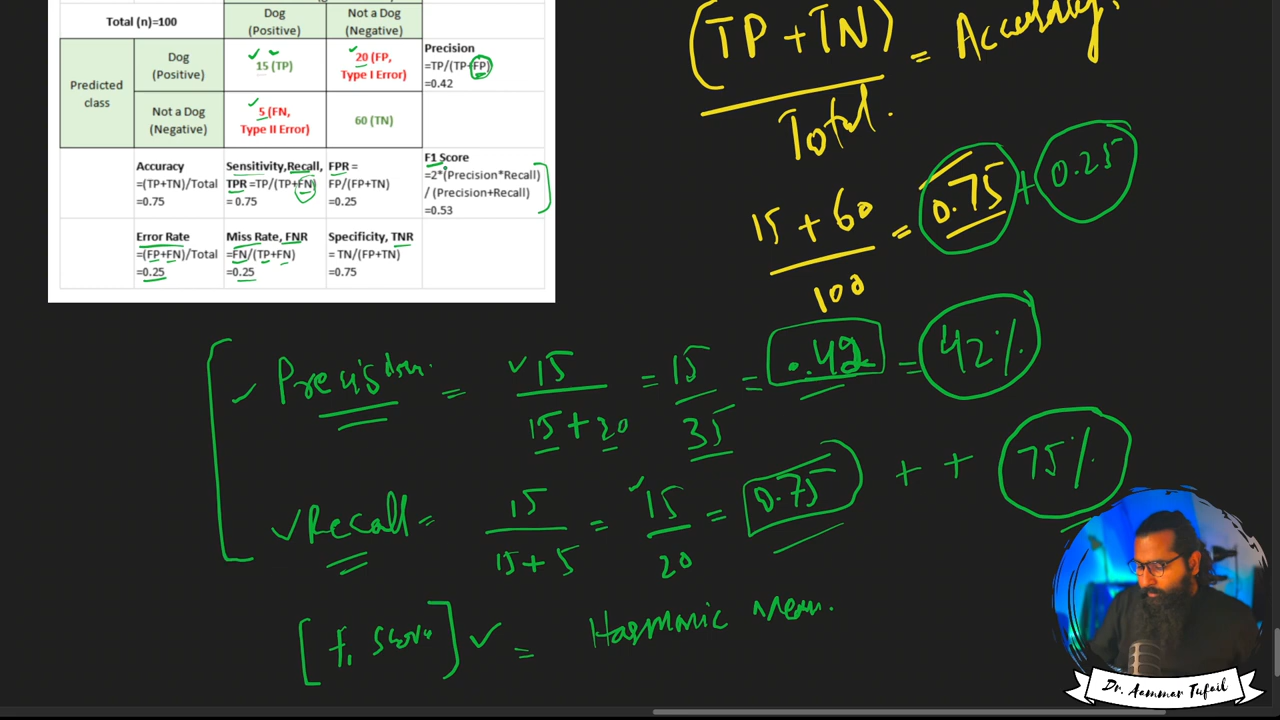 Total (n)=100
Dog
(Positive)
Not a Dog
(Negative)
Predicted
class
Dog
(Positive)
15 (TP)
20 (FP,
Type I Error)
Precision
=TP/(TP+FP)
=0.42
Not a Dog
(Negative)
5 (FN,
Type II Error)
60 (TN)
Accuracy
=(TP+TN)/Total
=0.75
Sensitivity,Recall,
TPR =TP/(TP+FN)
= 0.75
FPR =
FP/(FP+TN)
=0.25
F1 Score
=2*(Precision*Recall)
/ (Precision+Recall)
=0.53
Error Rate
=(FP+FN)/Total
=0.25
Miss Rate, FNR
=FN/(TP+FN)
=0.25
Specificity, TNR
= TN/(FP+TN)
=0.75
(TP+TN) = Accuracy.
Total.
15 + 60 = 0.75 + 0.25
100
✓ Precision. = ✓15 = 15 = .42 = 42%
15 + 20 35
✓ Recall = 15 = ✓15 = 0.75 + + 75%
15 + 5 20
[F1 Score] ✓ = Harmonic Mean.
Dr. Aammar Tufail